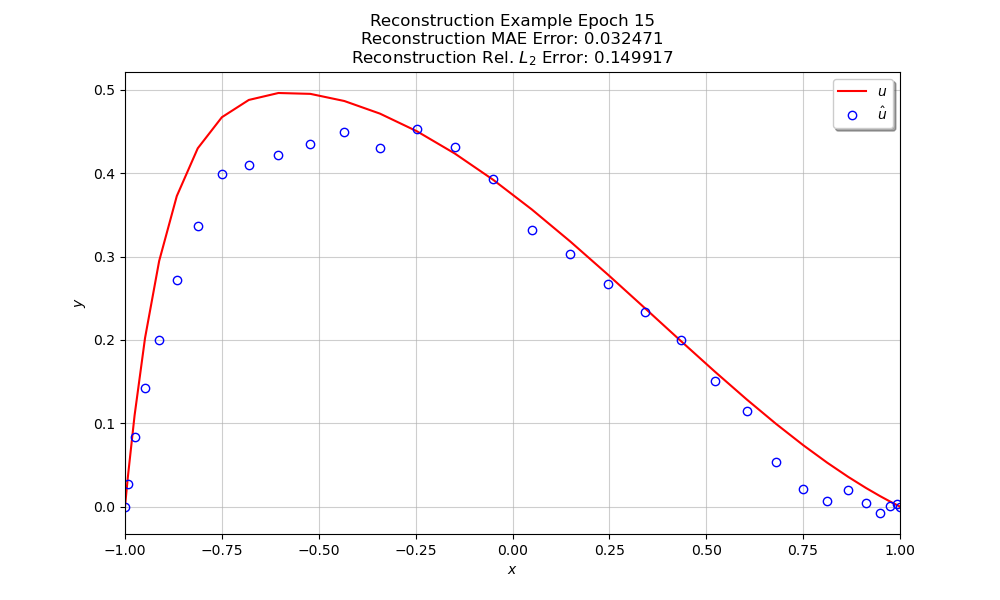 Reconstruction Example Epoch 15
Reconstruction MAE Error: 0.032471
Reconstruction Rel. $L_2$ Error: 0.149917
u
û
y
0.5
0.4
0.3
0.2
0.1
0.0
−1.00 −0.75 −0.50 −0.25 0.00 0.25 0.50 0.75 1.00
x